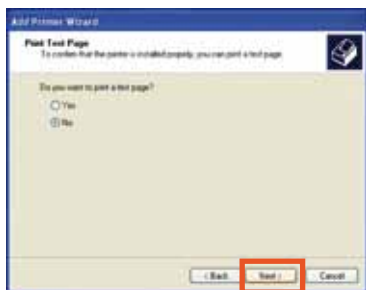 Add Printer Wizard
Print Test Page
To confirm that the printer is installed properly, you can print a test page.
Do you want to print a test page?
Yes
No
< Back
Next >
Cancel